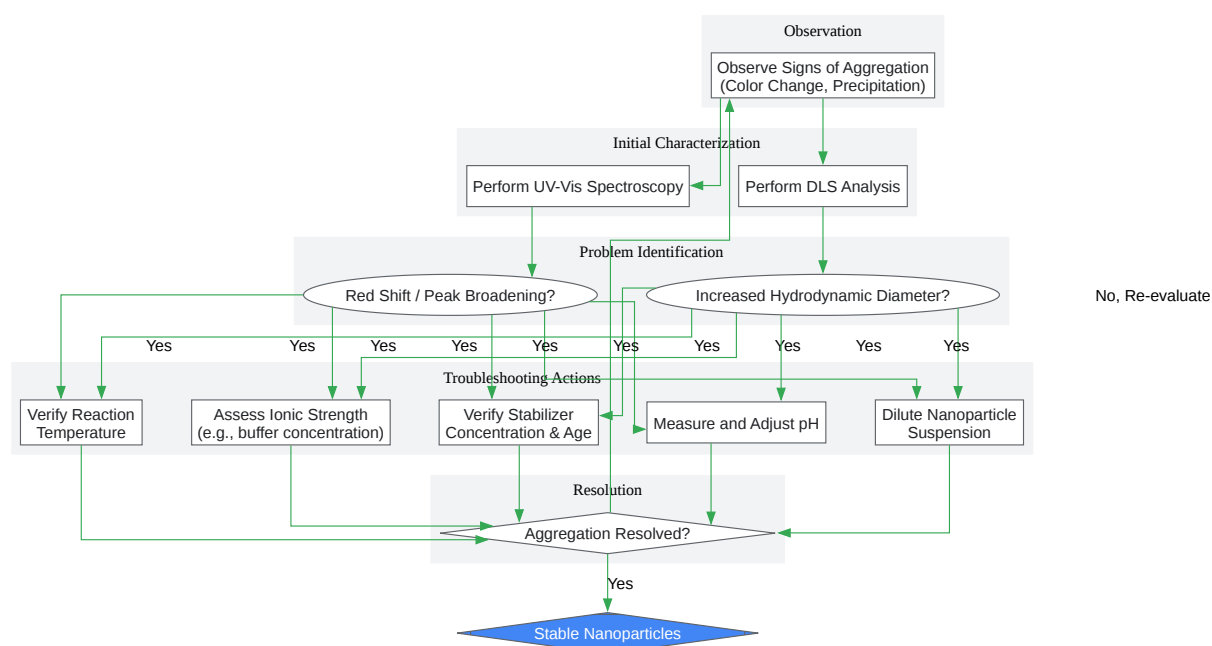 Observation
Observe Signs of Aggregation
(Color Change, Precipitation)
Initial Characterization
Perform UV-Vis Spectroscopy
Perform DLS Analysis
Problem Identification
Red Shift / Peak Broadening?
Increased Hydrodynamic Diameter?
No, Re-evaluate
Yes
Yes
Yes
Yes
Yes
Yes
Yes
Yes
Yes
Yes
Troubleshooting Actions
Verify Reaction
Temperature
Assess Ionic Strength
(e.g., buffer concentration)
Verify Stabilizer
Concentration & Age
Measure and Adjust pH
Dilute Nanoparticle
Suspension
Resolution
Aggregation Resolved?
Yes
Stable Nanoparticles